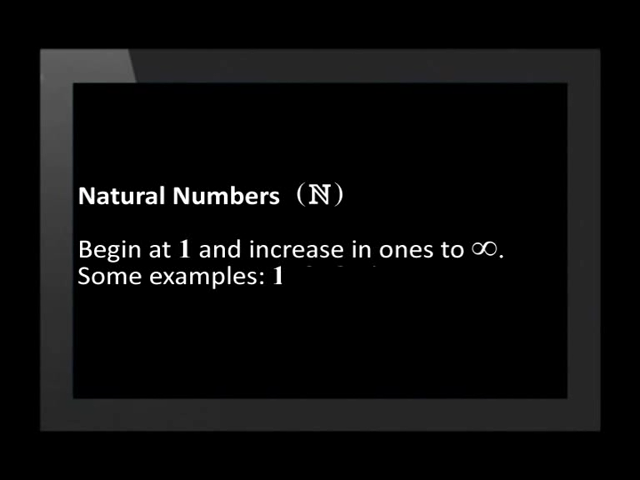 Natural Numbers (ℕ)
Begin at 1 and increase in ones to ∞.
Some examples: 1